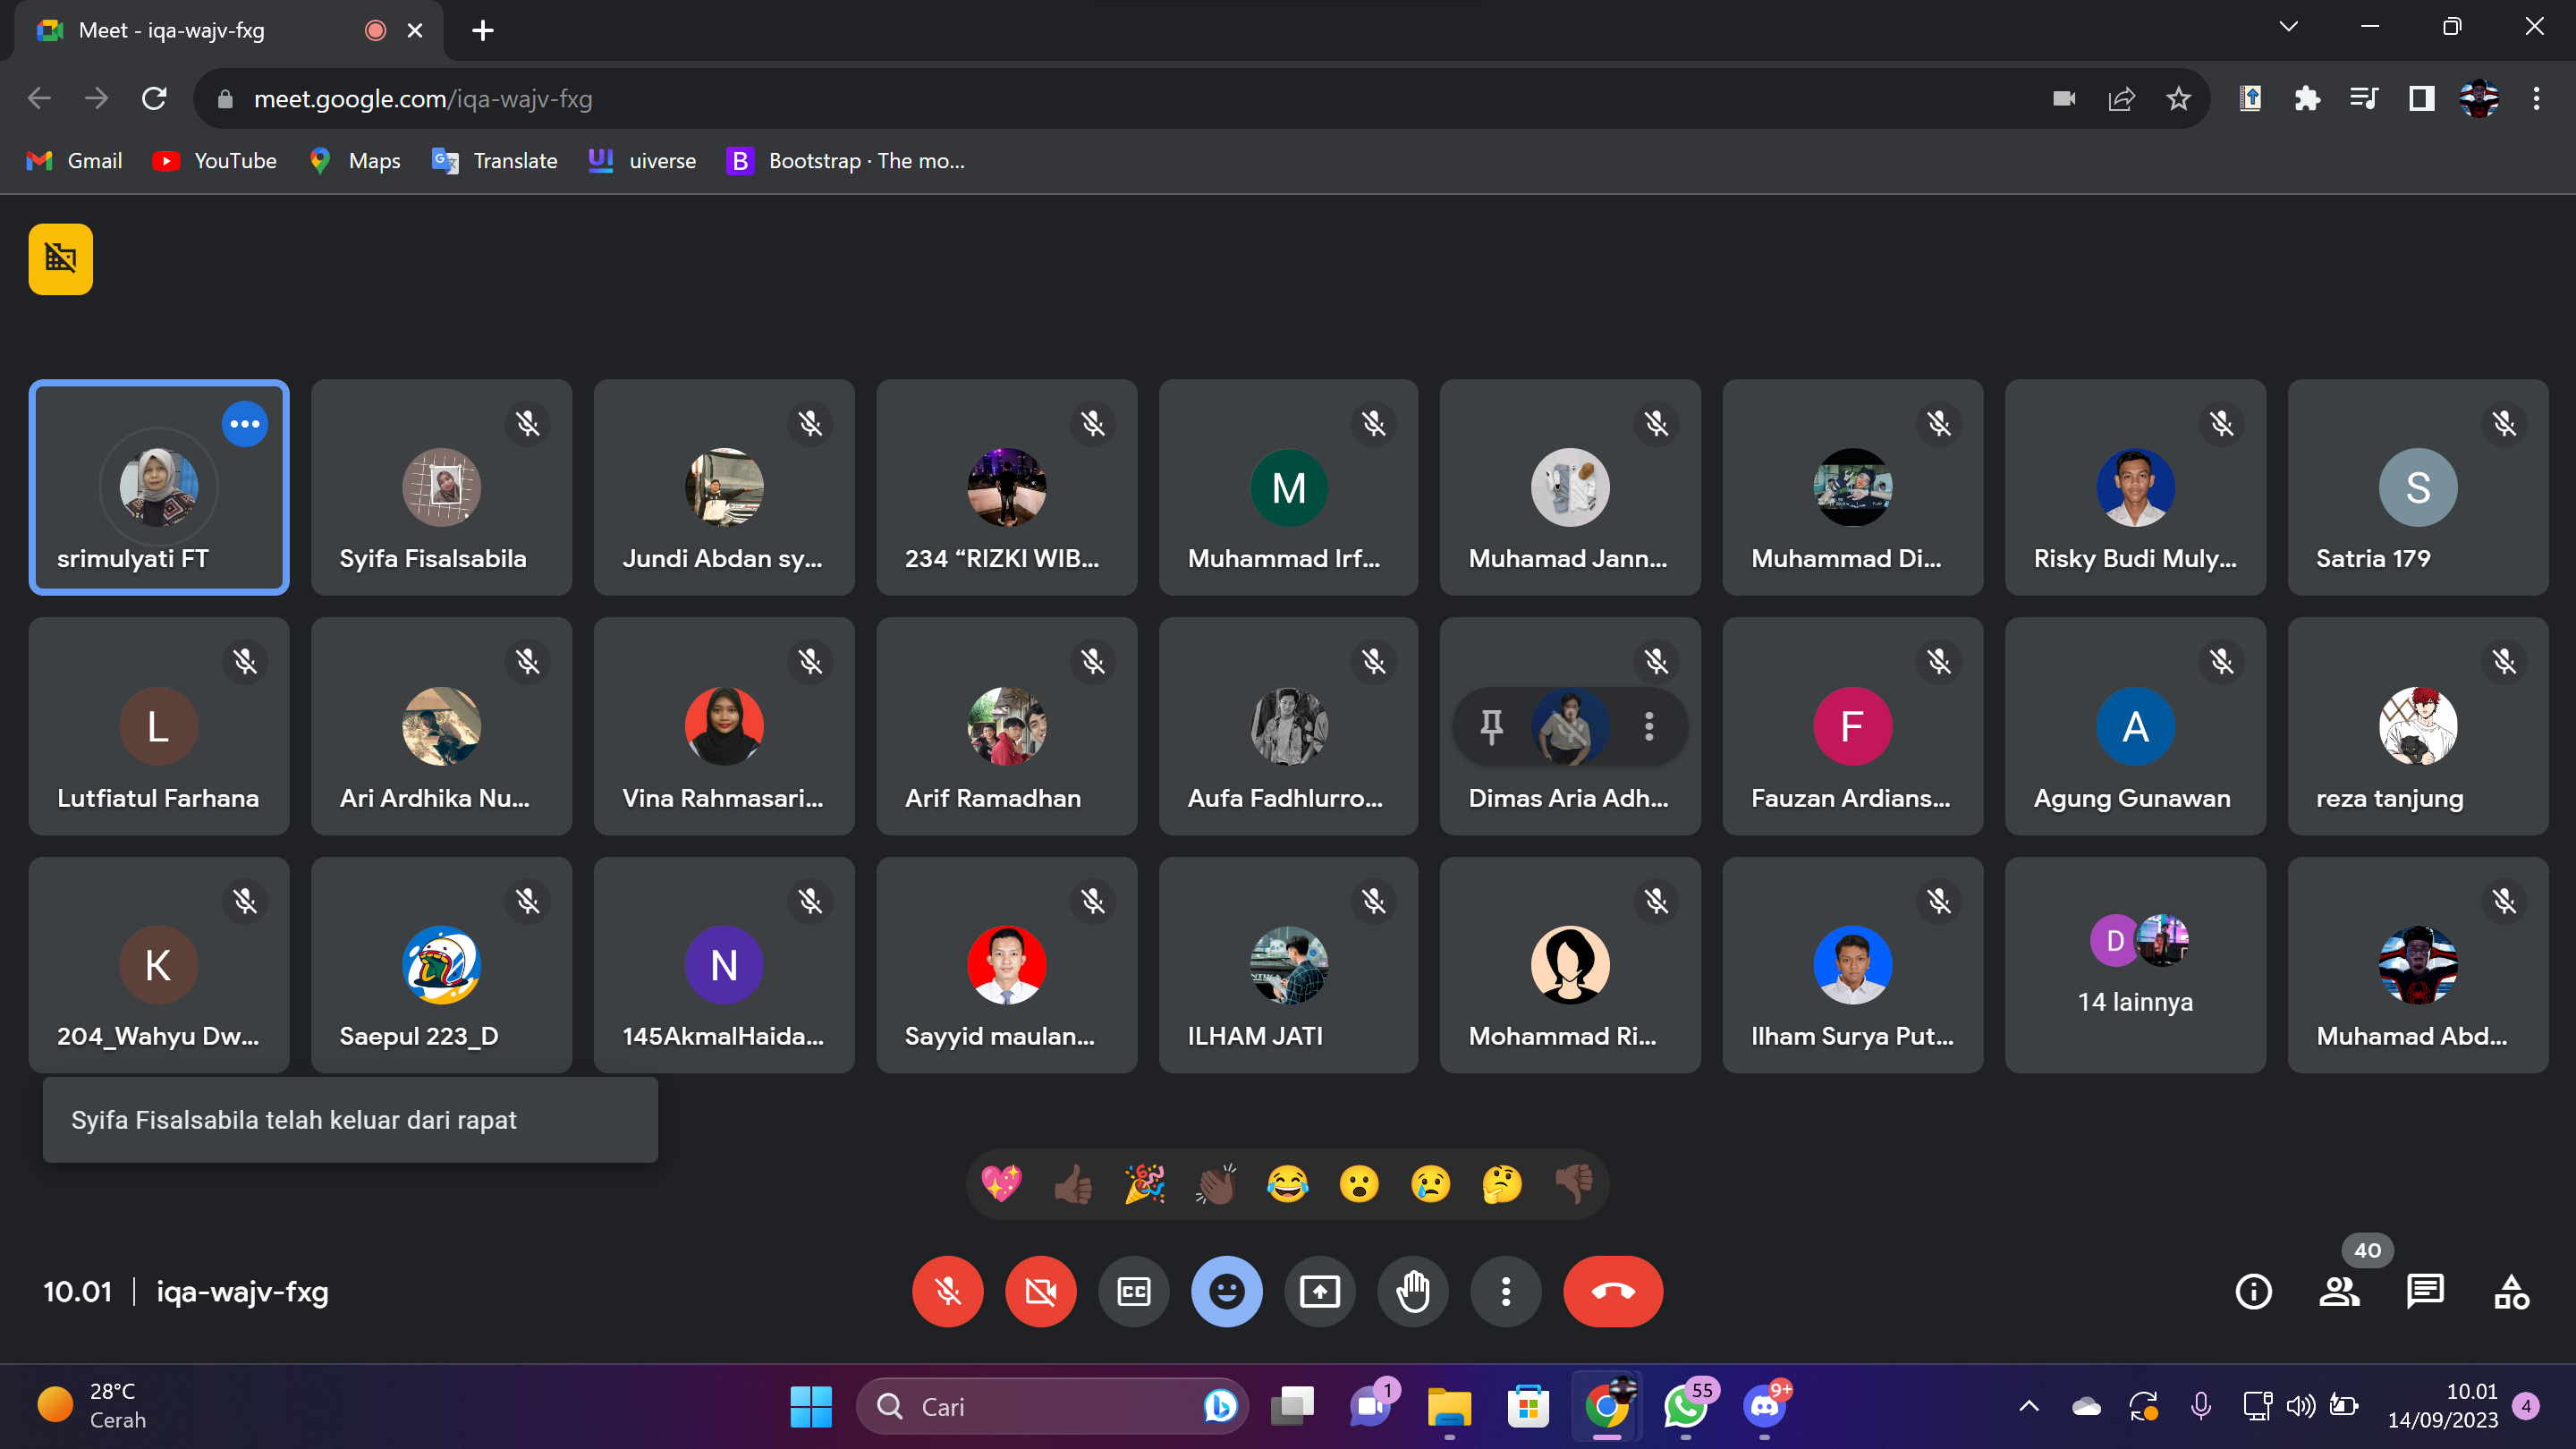 Meet - iqa-wajv-fxg
meet.google.com/iqa-wajv-fxg
Gmail
YouTube
Maps
Translate
UI uiverse
B Bootstrap · The mo...
srimulyati FT
Syifa Fisalsabila
Jundi Abdan sy...
234 “RIZKI WIB...
M
Muhammad Irf...
Muhamad Jann...
Muhammad Di...
Risky Budi Muly...
S
Satria 179
L
Lutfiatul Farhana
Ari Ardhika Nu...
Vina Rahmasari...
Arif Ramadhan
Aufa Fadhlurro...
Dimas Aria Adh...
F
Fauzan Ardians...
A
Agung Gunawan
reza tanjung
K
204_Wahyu Dw...
Saepul 223_D
N
145AkmalHaida...
Sayyid maulan...
ILHAM JATI
Mohammad Ri...
Ilham Surya Put...
D
14 lainnya
Muhamad Abd...
Syifa Fisalsabila telah keluar dari rapat
10.01 | iqa-wajv-fxg
CC
40
28°C
Cerah
Cari
1
55
9+
10.01
14/09/2023
4